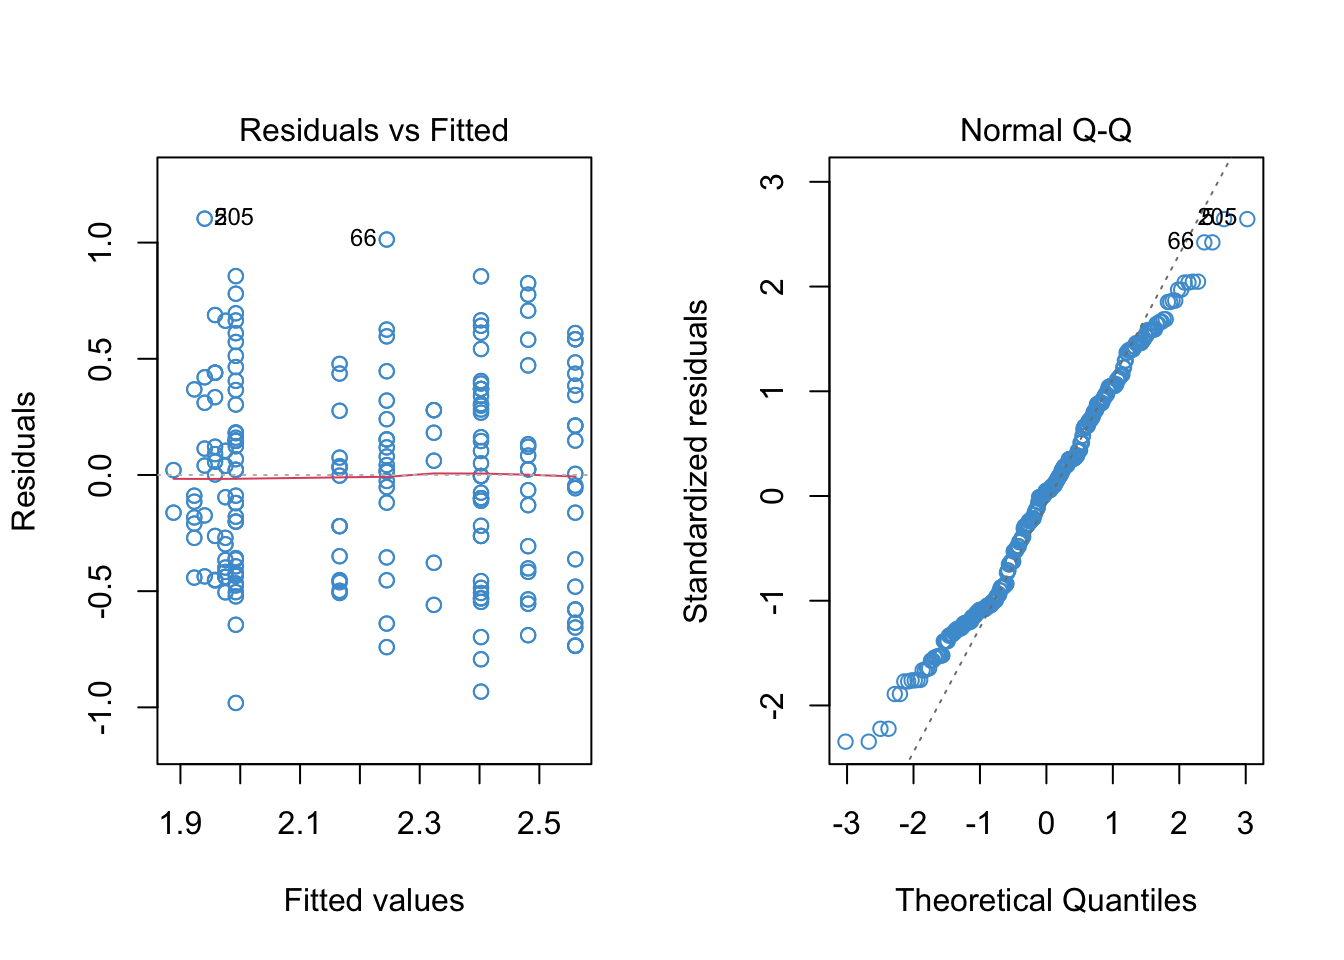 Residuals vs Fitted
205
66
1.0
0.5
0.0
-0.5
-1.0
Residuals
1.9 2.1 2.3 2.5
Fitted values
Normal Q-Q
205
66
3
2
1
0
-1
-2
Standardized residuals
-3 -2 -1 0 1 2 3
Theoretical Quantiles